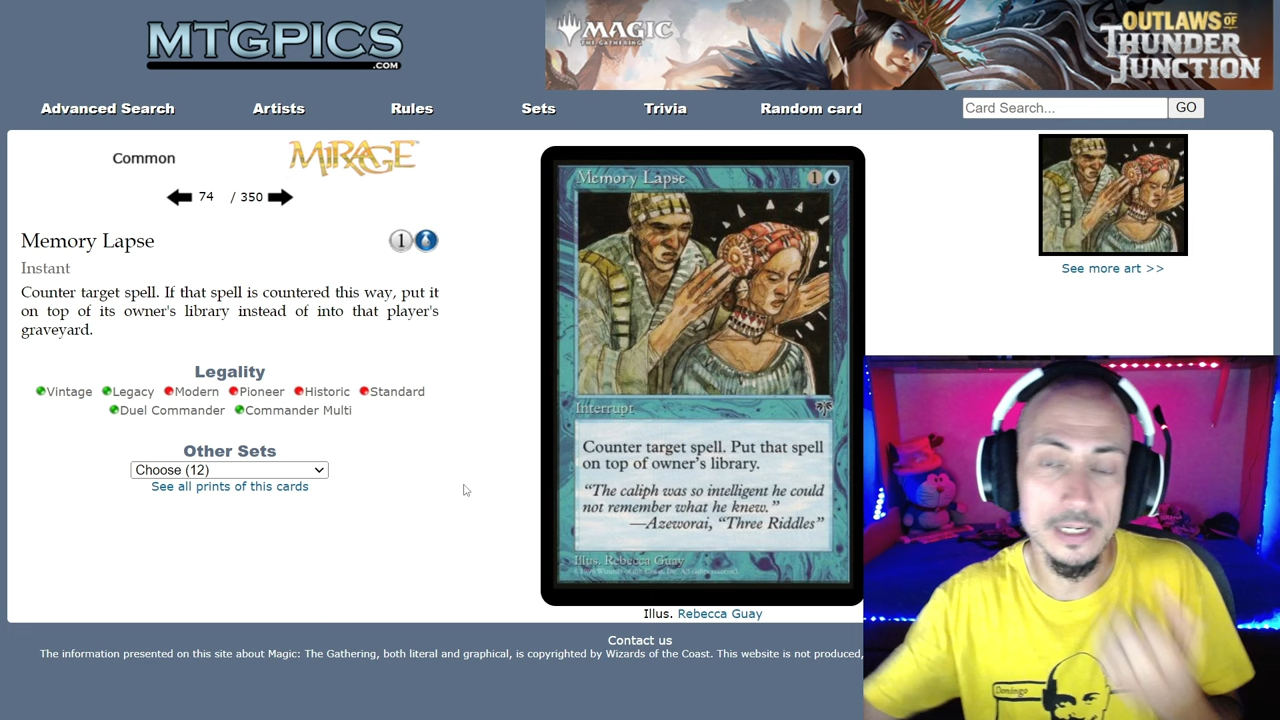 MTGPICS
.COM
MAGIC
THE GATHERING
OUTLAWS OF
THUNDER
JUNCTION
Advanced Search
Artists
Rules
Sets
Trivia
Random card
Card Search...
GO
Common
MIRAGE
74 / 350
Memory Lapse
1
Instant
Counter target spell. If that spell is countered this way, put it
on top of its owner's library instead of into that player's
graveyard.
Legality
Vintage Legacy Modern Pioneer Historic Standard
Duel Commander Commander Multi
Other Sets
Choose (12)
See all prints of this cards
Memory Lapse
1
Interrupt
Counter target spell. Put that spell
on top of owner's library.
“The caliph was so intelligent he could
not remember what he knew.”
—Azeworai, “Three Riddles”
Illus. Rebecca Guay
Illus. Rebecca Guay
See more art >>
Contact us
The information presented on this site about Magic: The Gathering, both literal and graphical, is copyrighted by Wizards of the Coast. This website is not produced,
Domingo